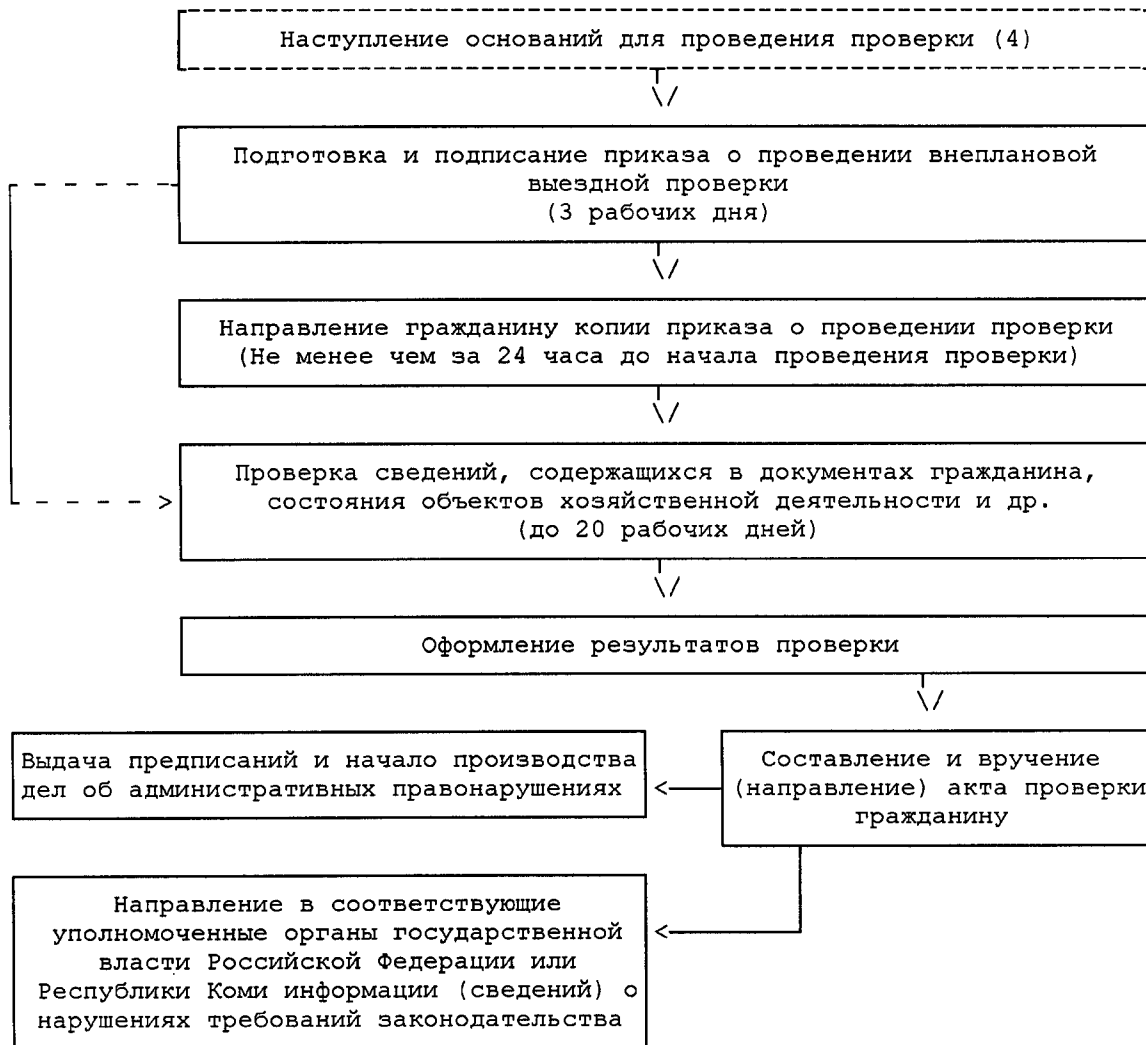 Наступление оснований для проведения проверки (4)
Подготовка и подписание приказа о проведении внеплановой
выездной проверки
(3 рабочих дня)
Направление гражданину копии приказа о проведении проверки
(Не менее чем за 24 часа до начала проведения проверки)
Проверка сведений, содержащихся в документах гражданина,
состояния объектов хозяйственной деятельности и др.
(до 20 рабочих дней)
Оформление результатов проверки
Выдача предписаний и начало производства
дел об административных правонарушениях
Составление и вручение
(направление) акта проверки
гражданину
Направление в соответствующие
уполномоченные органы государственной
власти Российской Федерации или
Республики Коми информации (сведений) о
нарушениях требований законодательства